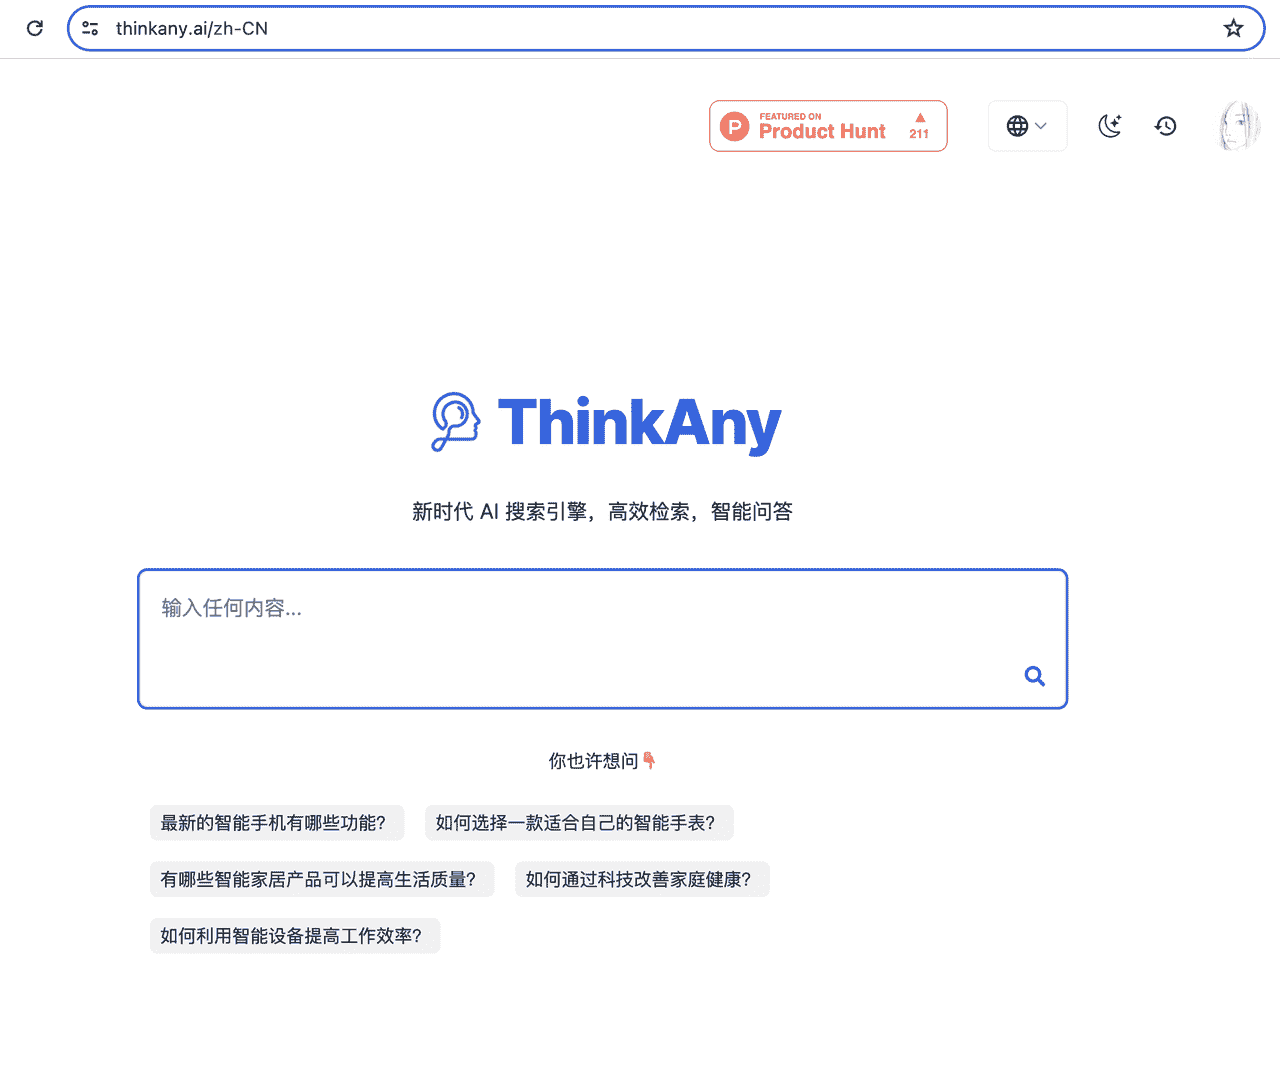 thinkany.ai/zh-CN
FEATURED ON
Product Hunt
211
ThinkAny
新时代 AI 搜索引擎，高效检索，智能问答
输入任何内容...
你也许想问👇
最新的智能手机有哪些功能？
如何选择一款适合自己的智能手表？
有哪些智能家居产品可以提高生活质量？
如何通过科技改善家庭健康？
如何利用智能设备提高工作效率？